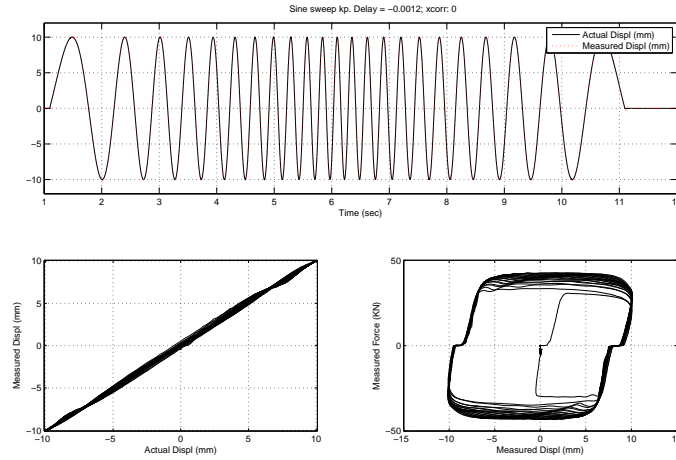 Sine sweep kp. Delay = −0.0012; xcorr: 0
Actual Displ (mm)
Measured Displ (mm)
10
5
0
−5
−10
1 2 3 4 5 6 7 8 9 10 11
Time (sec)
10
5
0
−5
−10
Measured Displ (mm)
−10 −5 0 5 10
Actual Displ (mm)
50
0
−50
Measured Force (KN)
−15 −10 −5 0 5 10
Measured Displ (mm)